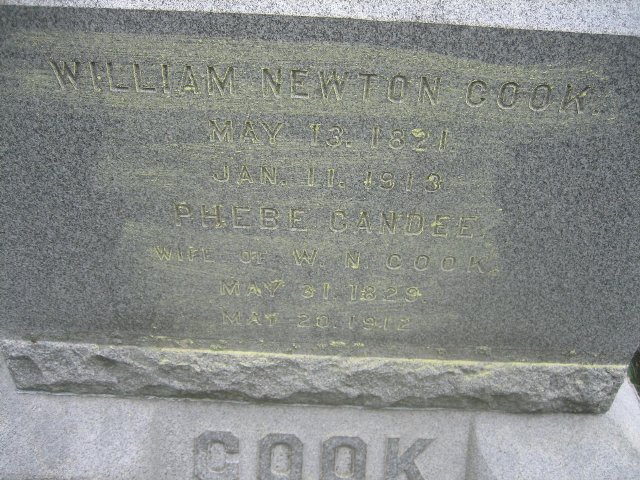 WILLIAM NEWTON COOK.
MAY 13. 1821.
JAN. 11. 1913.
PHEBE CANDEE.
WIFE OF W. N. COOK.
MAY 31. 1829
MAY 20. 1912
COOK